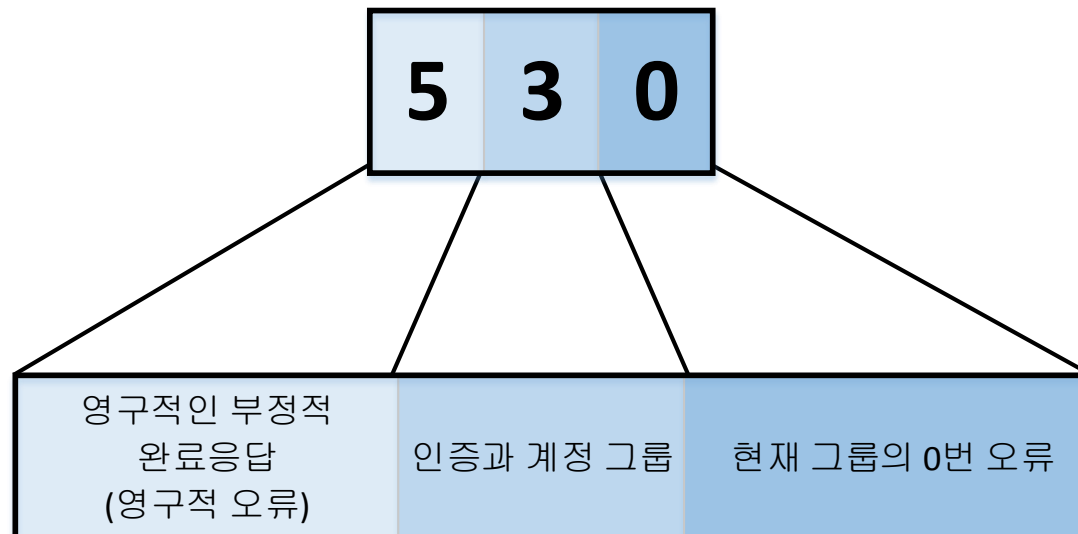 5 3 0
영구적인 부정적
완료응답
(영구적 오류)
인증과 계정 그룹
현재 그룹의 0번 오류